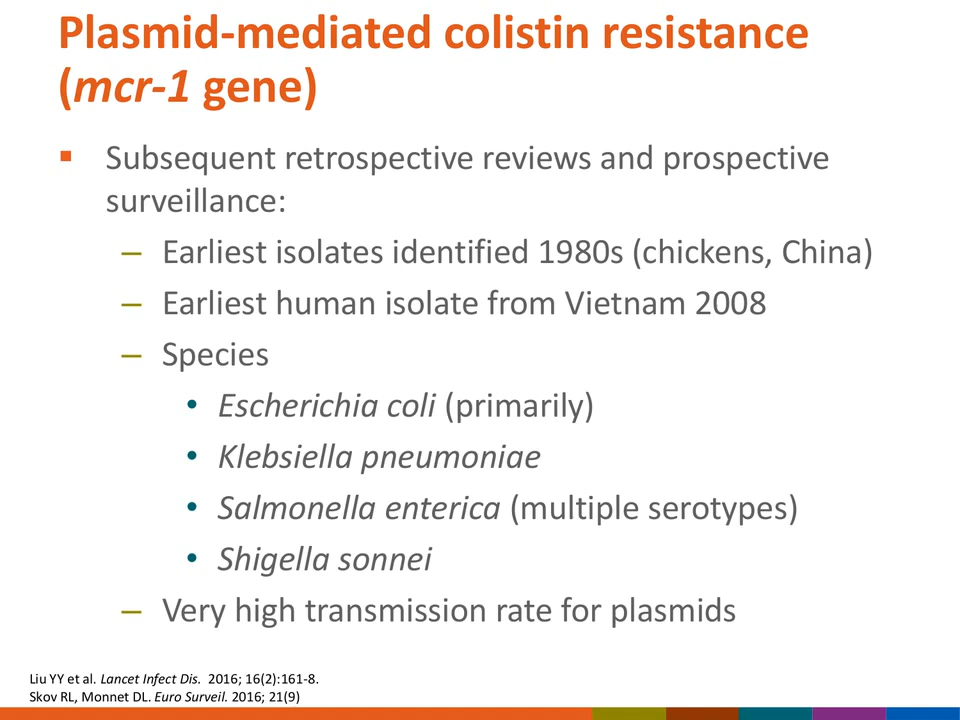 Plasmid-mediated colistin resistance
(mcr-1 gene)
▪ Subsequent retrospective reviews and prospective
surveillance:
– Earliest isolates identified 1980s (chickens, China)
– Earliest human isolate from Vietnam 2008
– Species
• Escherichia coli (primarily)
• Klebsiella pneumoniae
• Salmonella enterica (multiple serotypes)
• Shigella sonnei
– Very high transmission rate for plasmids
Liu YY et al. Lancet Infect Dis. 2016; 16(2):161-8.
Skov RL, Monnet DL. Euro Surveil. 2016; 21(9)